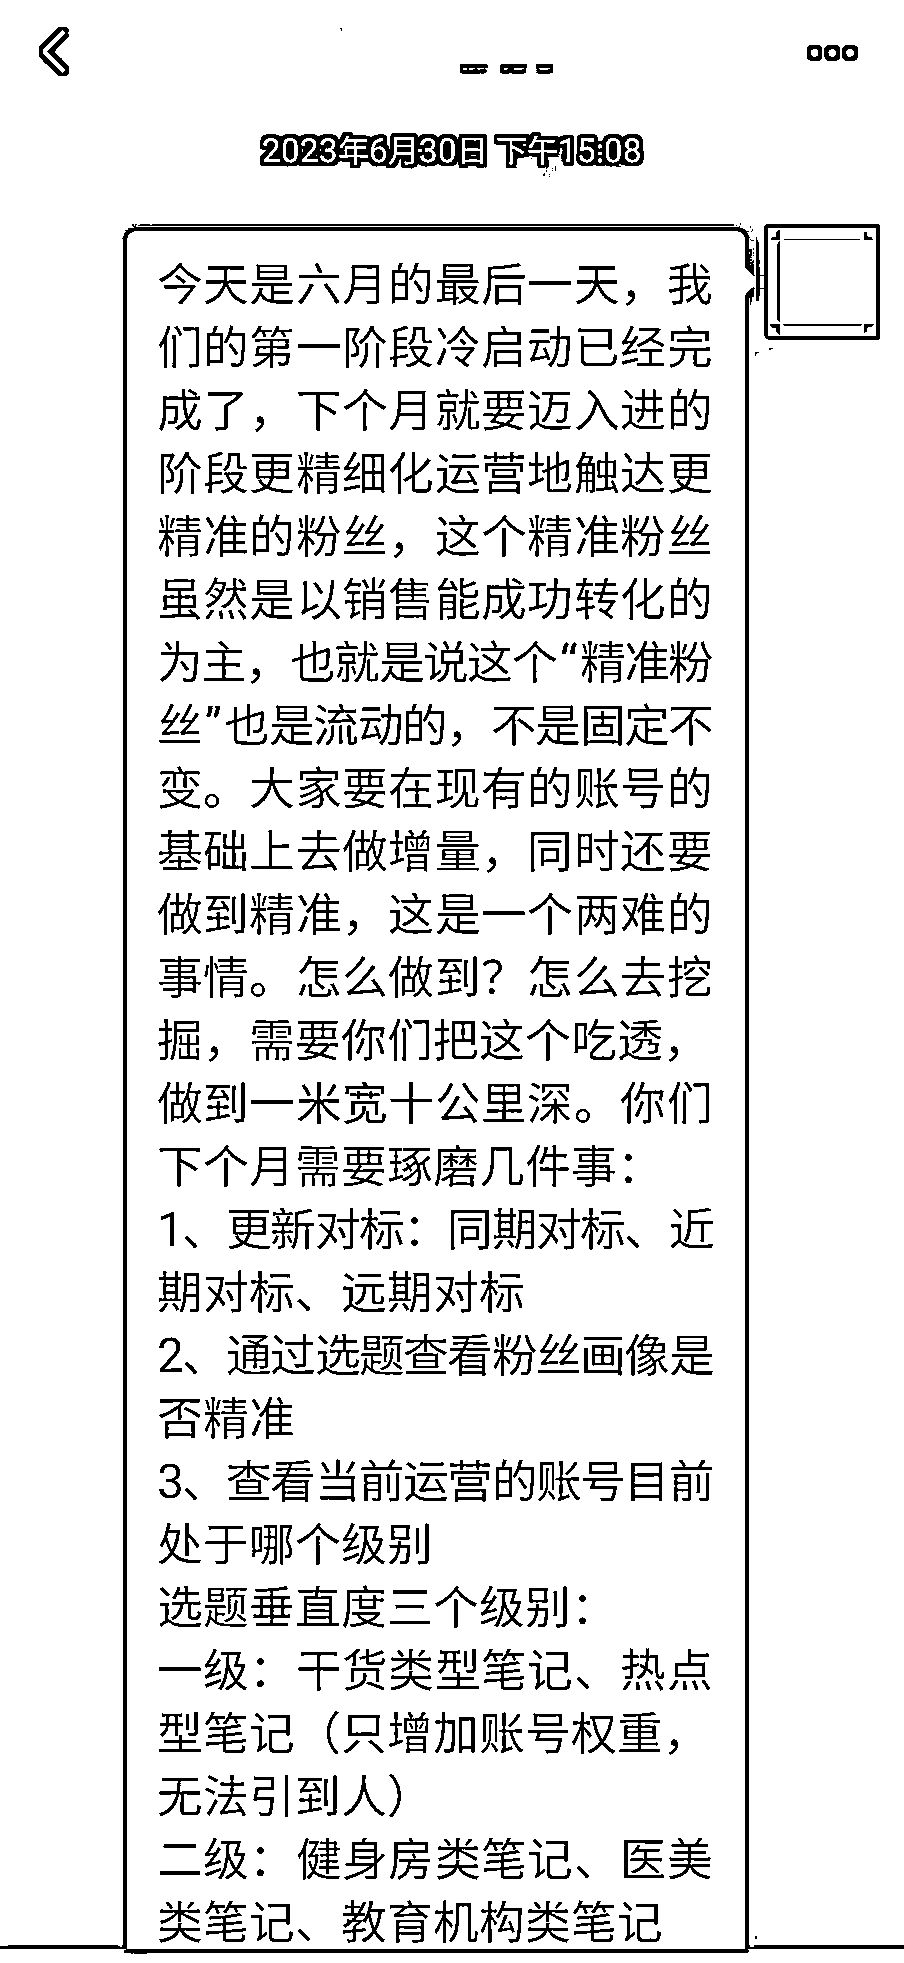 2023年6月30日 下午15:08
今天是六月的最后一天，我
们的第一阶段冷启动已经完
成了，下个月就要迈入进的
阶段更精细化运营地触达更
精准的粉丝，这个精准粉丝
虽然是以销售能成功转化的
为主，也就是说这个“精准粉
丝”也是流动的，不是固定不
变。大家要在现有的账号的
基础上去做增量，同时还要
做到精准，这是一个两难的
事情。怎么做到？怎么去挖
掘，需要你们把这个吃透，
做到一米宽十公里深。你们
下个月需要琢磨几件事：
1、更新对标：同期对标、近
期对标、远期对标
2、通过选题查看粉丝画像是
否精准
3、查看当前运营的账号目前
处于哪个级别
选题垂直度三个级别：
一级：干货类型笔记、热点
型笔记（只增加账号权重，
无法引到人）
二级：健身房类笔记、医美
类笔记、教育机构类笔记